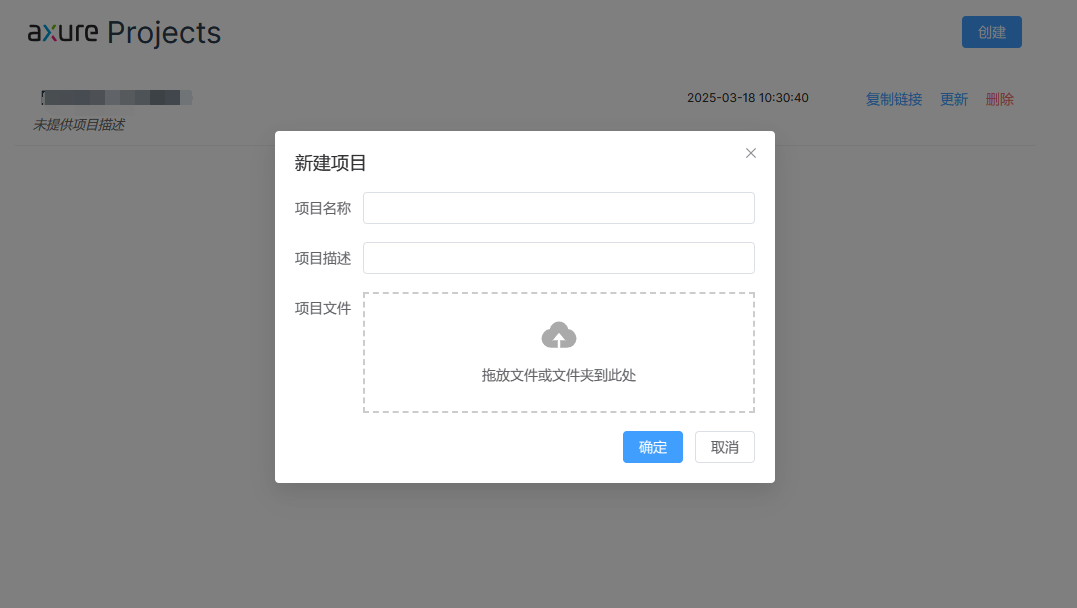 axure Projects
创建
2025-03-18 10:30:40 复制链接 更新 删除
未提供项目描述
新建项目
项目名称
项目描述
项目文件
拖放文件或文件夹到此处
确定 取消